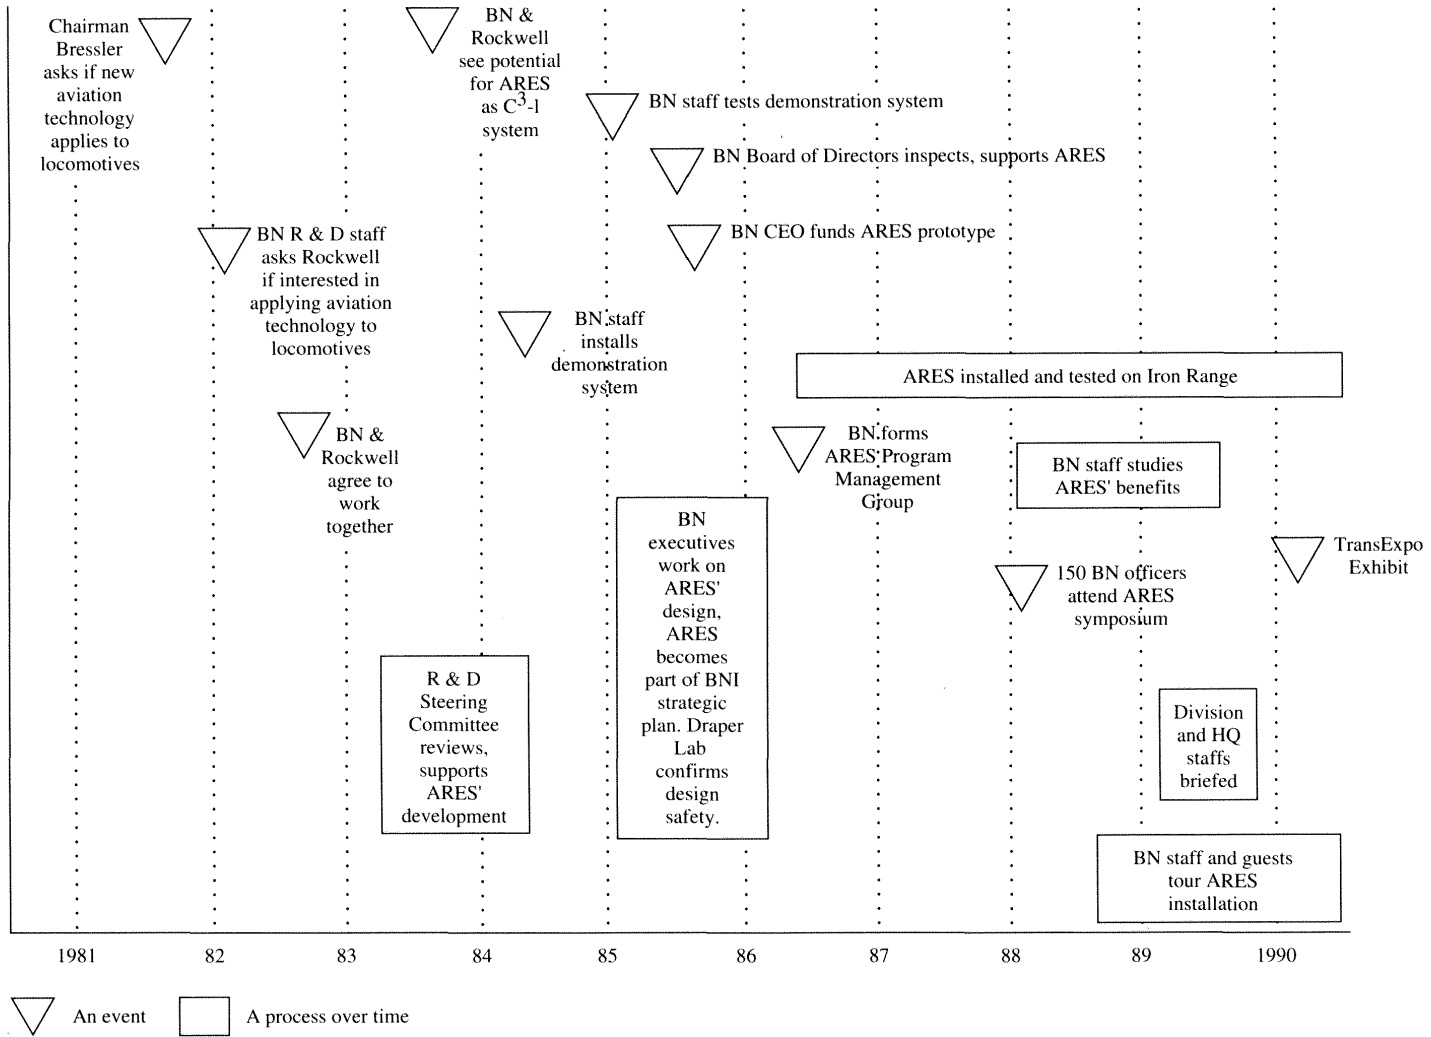 Chairman
Bressler
asks if new
aviation
technology
applies to
locomotives
BN &
Rockwell
see potential
for ARES
as C3-l
system
BN staff tests demonstration system
BN Board of Directors inspects, supports ARES
BN R & D staff
asks Rockwell
if interested in
applying aviation
technology to
locomotives
BN CEO funds ARES prototype
BN staff
installs
demonstration
system
ARES installed and tested on Iron Range
BN &
Rockwell
agree to
work
together
BN forms
ARES Program
Management
Group
BN staff studies
ARES' benefits
BN
executives
work on
ARES'
design,
ARES
becomes
part of BNI
strategic
plan. Draper
Lab
confirms
design
safety.
TransExpo
Exhibit
150 BN officers
attend ARES
symposium
R & D
Steering
Committee
reviews,
supports
ARES'
development
Division
and HQ
staffs
briefed
BN staff and guests
tour ARES
installation
1981 82 83 84 85 86 87 88 89 1990
An event
A process over time